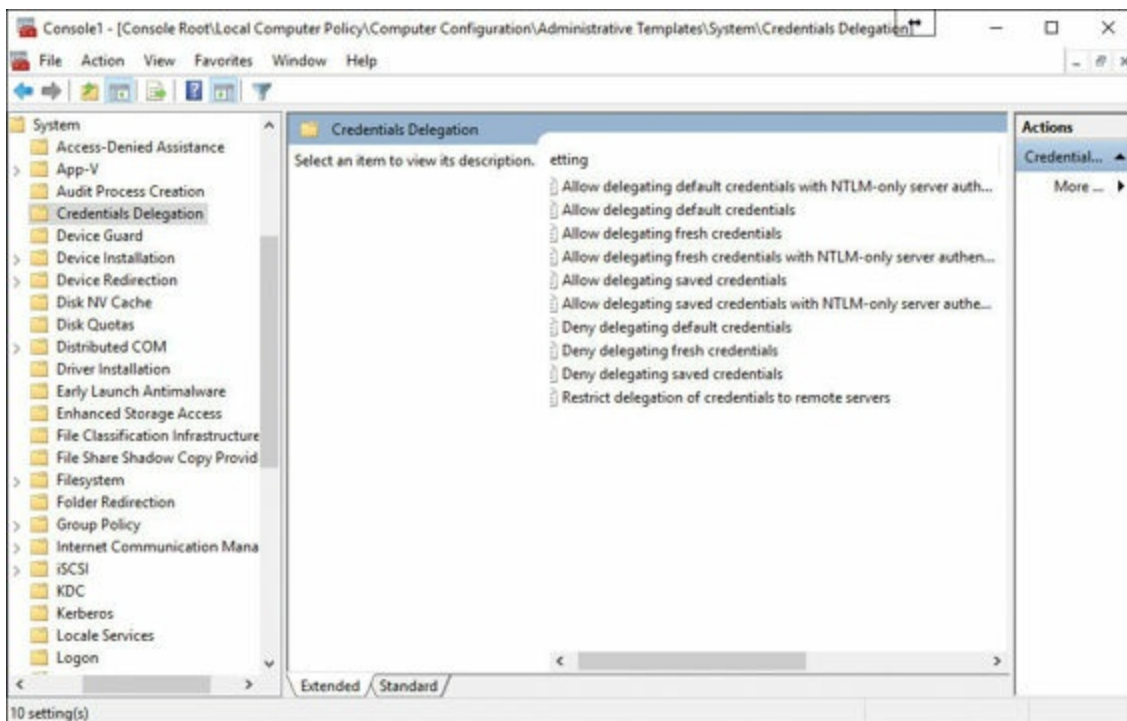 Console1 - [Console Root\Local Computer Policy\Computer Configuration\Administrative Templates\System\Credentials Delegation]
File Action View Favorites Window Help
System
Access-Denied Assistance
App-V
Audit Process Creation
Credentials Delegation
Device Guard
Device Installation
Device Redirection
Disk NV Cache
Disk Quotas
Distributed COM
Driver Installation
Early Launch Antimalware
Enhanced Storage Access
File Classification Infrastructure
File Share Shadow Copy Provid
Filesystem
Folder Redirection
Group Policy
Internet Communication Mana
iSCSI
KDC
Kerberos
Locale Services
Logon
Credentials Delegation
Select an item to view its description.
etting
Allow delegating default credentials with NTLM-only server auth...
Allow delegating default credentials
Allow delegating fresh credentials
Allow delegating fresh credentials with NTLM-only server authen...
Allow delegating saved credentials
Allow delegating saved credentials with NTLM-only server authe...
Deny delegating default credentials
Deny delegating fresh credentials
Deny delegating saved credentials
Restrict delegation of credentials to remote servers
Extended
Standard
Actions
Credential...
More ...
10 setting(s)